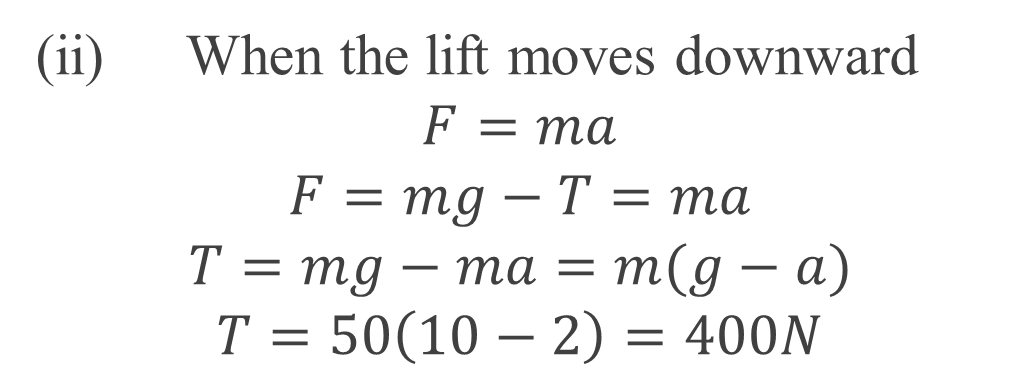 (ii) When the lift moves downward
𝐹 = 𝑚𝑎
𝐹 = 𝑚𝑔 − 𝑇 = 𝑚𝑎
𝑇 = 𝑚𝑔 − 𝑚𝑎 = 𝑚(𝑔 − 𝑎)
𝑇 = 50(10 − 2) = 400𝑁